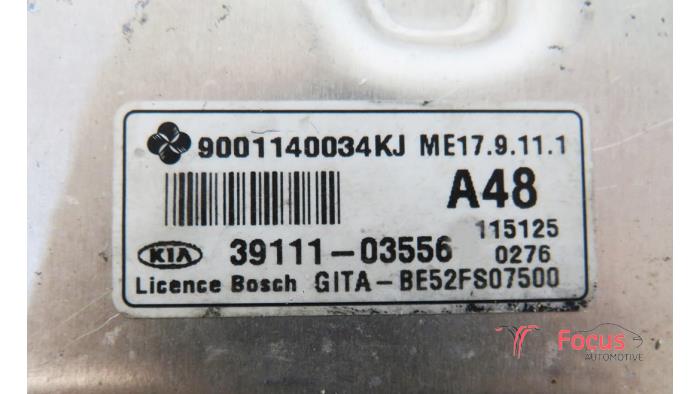 9001140034KJ ME17.9.11.1
A48
115125
KIA 39111-03556 0276
Licence Bosch GITA-BE52FS07500
Focus
AUTOMOTIVE